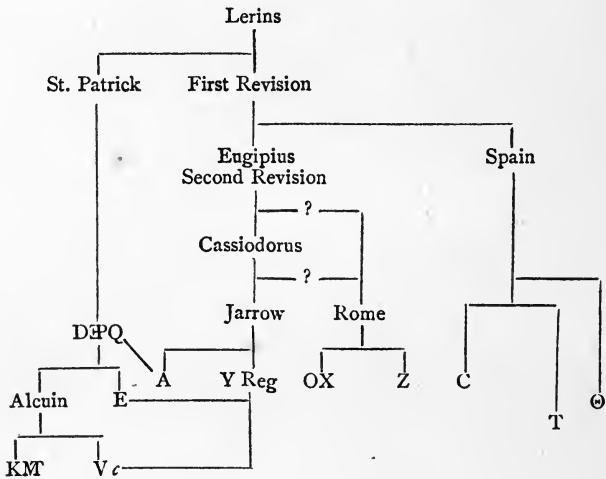 Lerins
St. Patrick First Revision
Eugipius Spain
Second Revision
?
Cassiodorus
?
Jarrow Rome
DEPQ
A Y Reg OX Z C
Alcuin E Θ
T
KMT V c